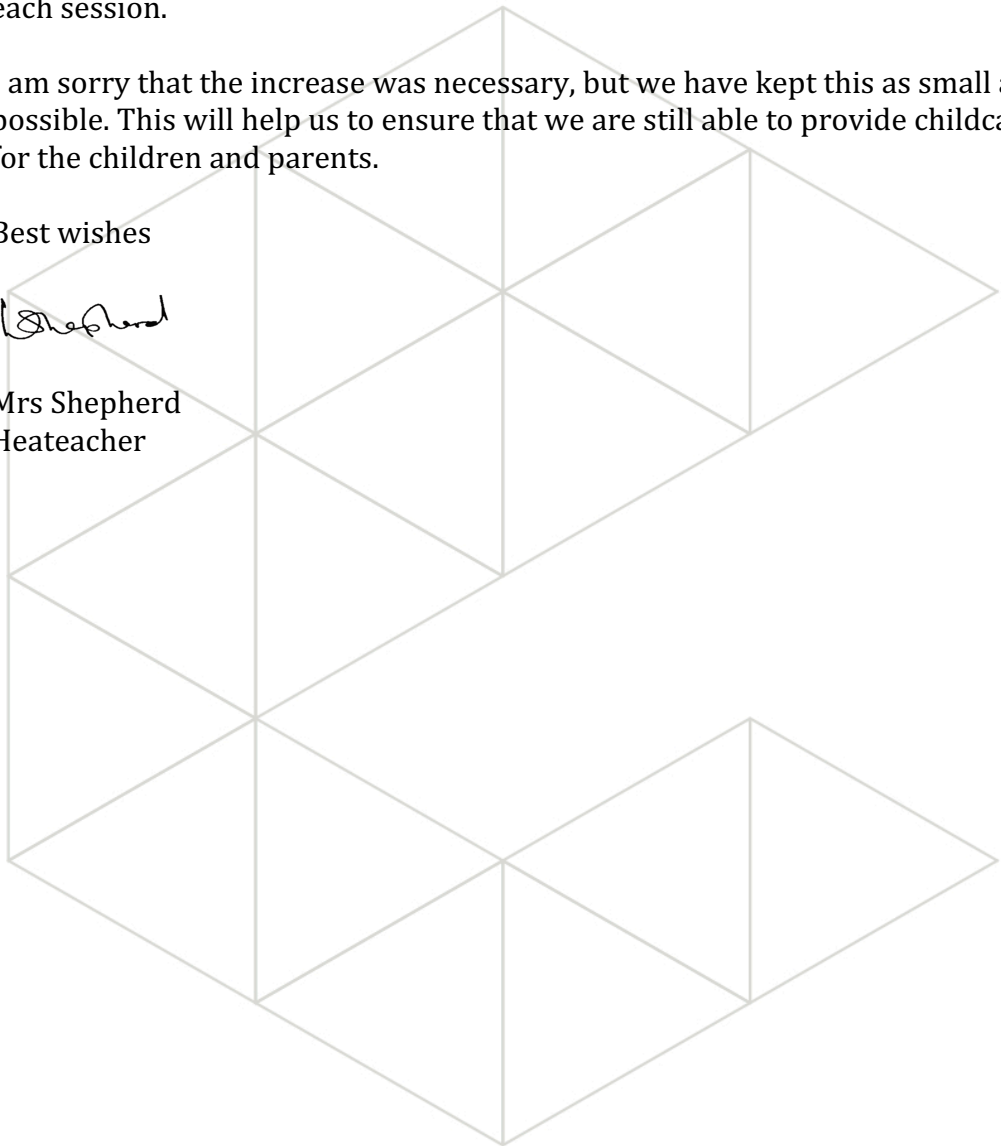 each session.
am sorry that the increase was necessary, but we have kept this as small a
possible. This will help us to ensure that we are still able to provide childca
for the children and parents.
Best wishes
LShepherd
Mrs Shepherd
Heateacher